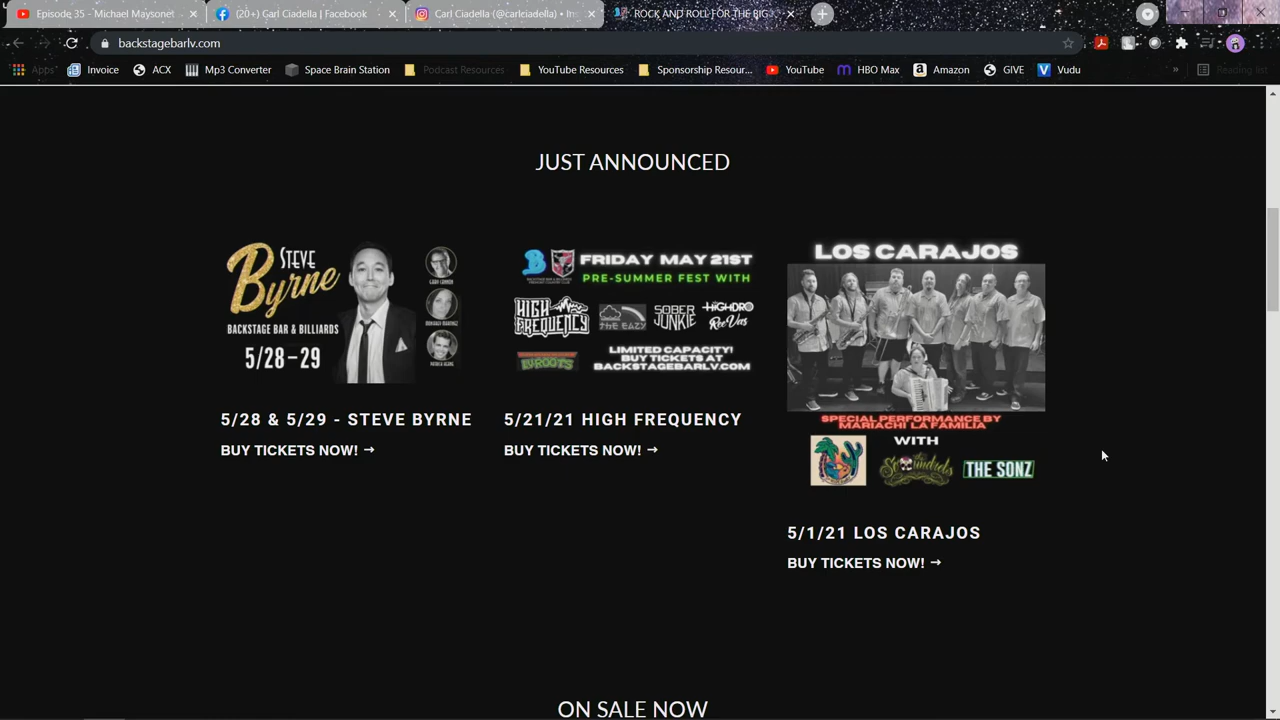 Episode 35 - Michael Maysonet
(20+) Carl Ciadella | Facebook
Carl Ciadella (@carlciadella) • In
ROCK AND ROLL FOR THE BIG
backstagebarlv.com
Apps
Invoice
ACX
Mp3 Converter
Space Brain Station
Podcast Resources
YouTube Resources
Sponsorship Resour...
YouTube
HBO Max
Amazon
GIVE
Vudu
»
Reading list
JUST ANNOUNCED
STEVE
Byrne
BACKSTAGE BAR & BILLIARDS
5/28-29
5/28 & 5/29 - STEVE BYRNE
BUY TICKETS NOW! →
FRIDAY MAY 21ST
PRE-SUMMER FEST WITH
HIGH FREQUENCY
THE EAZY
SOBER JUNKIE
HIGHDRO
ReeVas
LIMITED CAPACITY!
BUY TICKETS AT
BACKSTAGEBARLV.COM
5/21/21 HIGH FREQUENCY
BUY TICKETS NOW! →
LOS CARAJOS
SPECIAL PERFORMANCE BY
MARIACHI LA FAMILIA
WITH
THE SONZ
5/1/21 LOS CARAJOS
BUY TICKETS NOW! →
ON SALE NOW